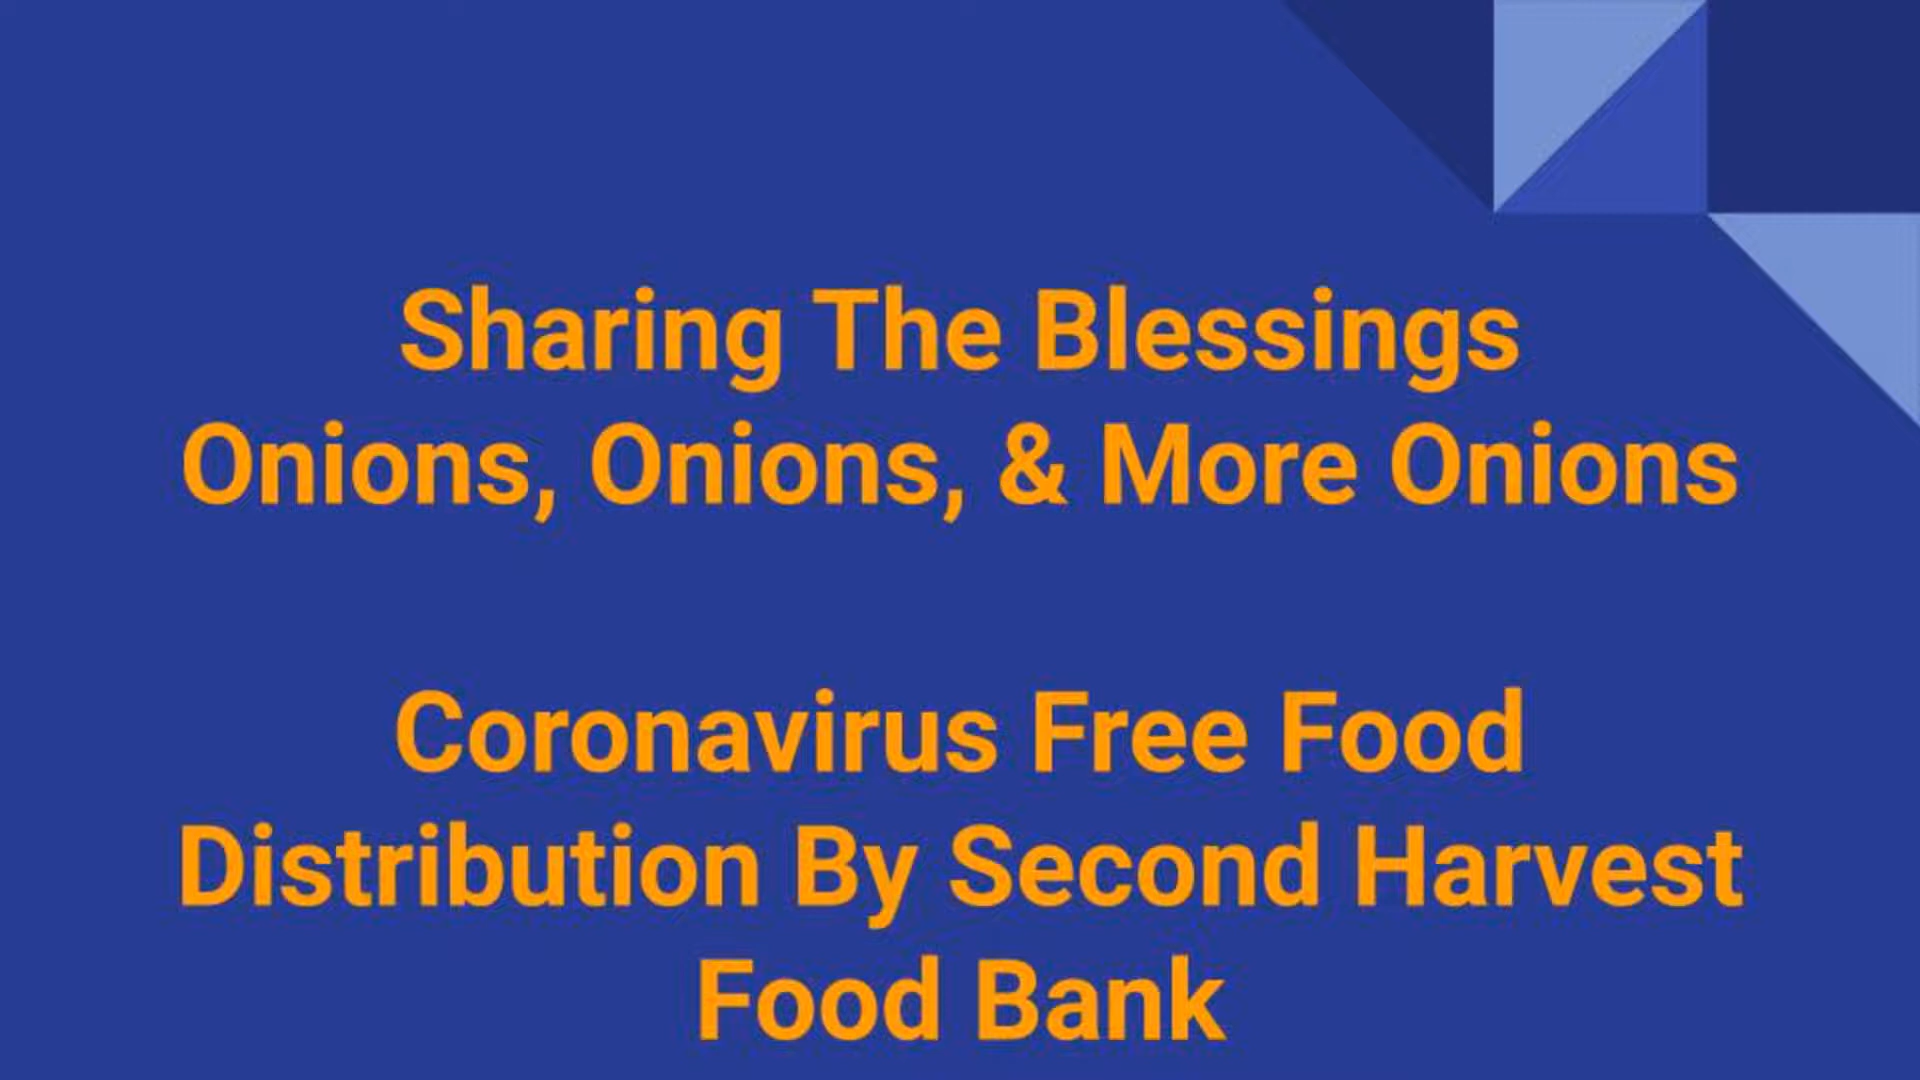 Sharing The Blessings
Onions, Onions, & More Onions
Coronavirus Free Food
Distribution By Second Harvest
Food Bank